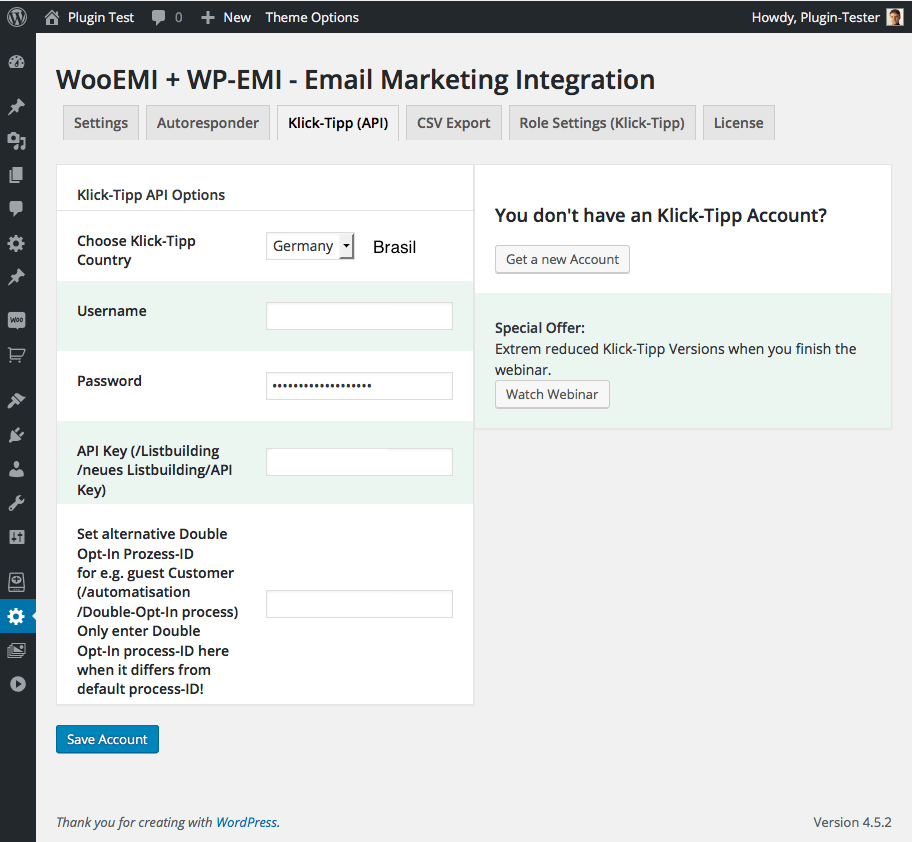 Plugin Test 0 New Theme Options Howdy, Plugin-Tester
WooEMI + WP-EMI - Email Marketing Integration
Settings Autoresponder Klick-Tipp (API) CSV Export Role Settings (Klick-Tipp) License
Klick-Tipp API Options
Choose Klick-Tipp
Country
Germany Brasil
Username
Password
•••••••••••••••••••
API Key (/Listbuilding
/neues Listbuilding/API
Key)
Set alternative Double
Opt-In Prozess-ID
for e.g. guest Customer
(/automatisation
/Double-Opt-In process)
Only enter Double
Opt-In process-ID here
when it differs from
default process-ID!
You don't have an Klick-Tipp Account?
Get a new Account
Special Offer:
Extrem reduced Klick-Tipp Versions when you finish the
webinar.
Watch Webinar
Save Account
Thank you for creating with WordPress.
Version 4.5.2